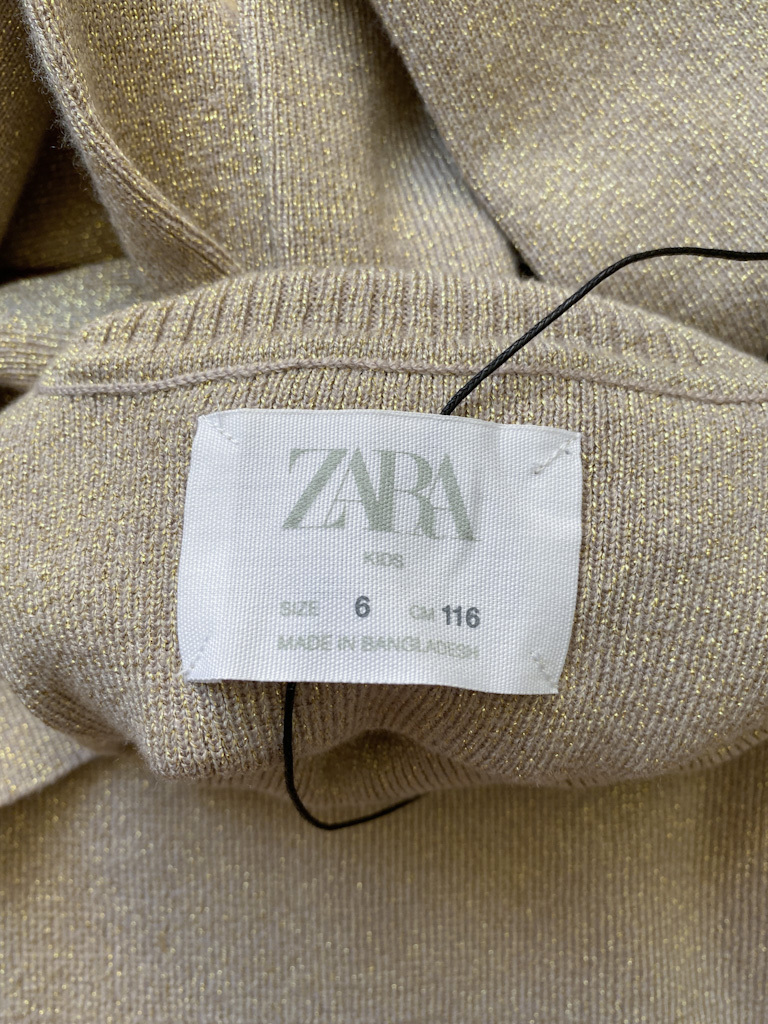 ZARA
KIDS
SIZE 6 CM 116
MADE IN BANGLADESH